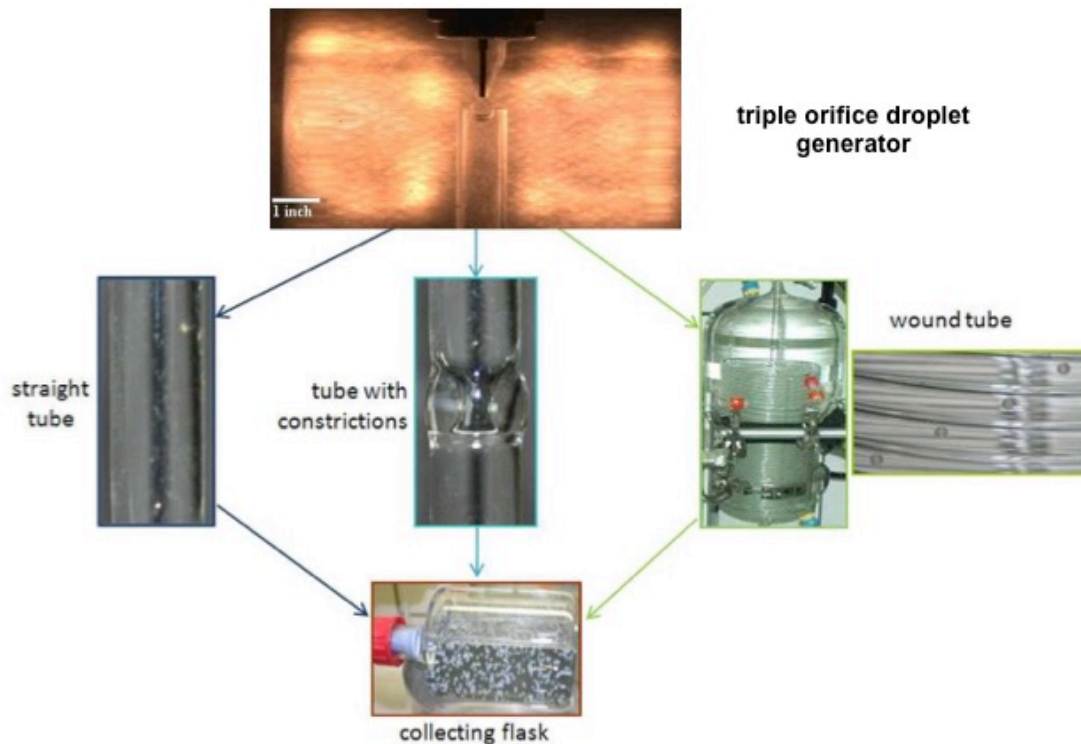 triple orifice droplet
generator
1 inch
straight
tube
tube with
constrictions
wound tube
collecting flask